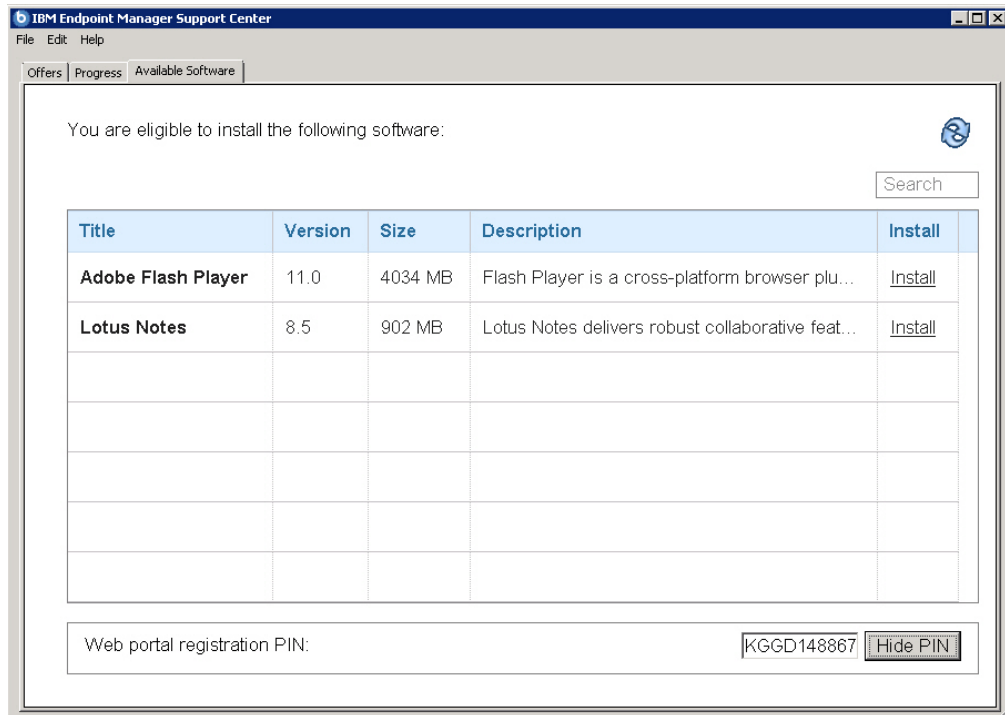 IBM Endpoint Manager Support Center
File Edit Help
Offers Progress Available Software
You are eligible to install the following software:
Search
Title Version Size Description Install
Adobe Flash Player 11.0 4034 MB Flash Player is a cross-platform browser plu... Install
Lotus Notes 8.5 902 MB Lotus Notes delivers robust collaborative feat... Install
Web portal registration PIN: KGGD148867 Hide PIN